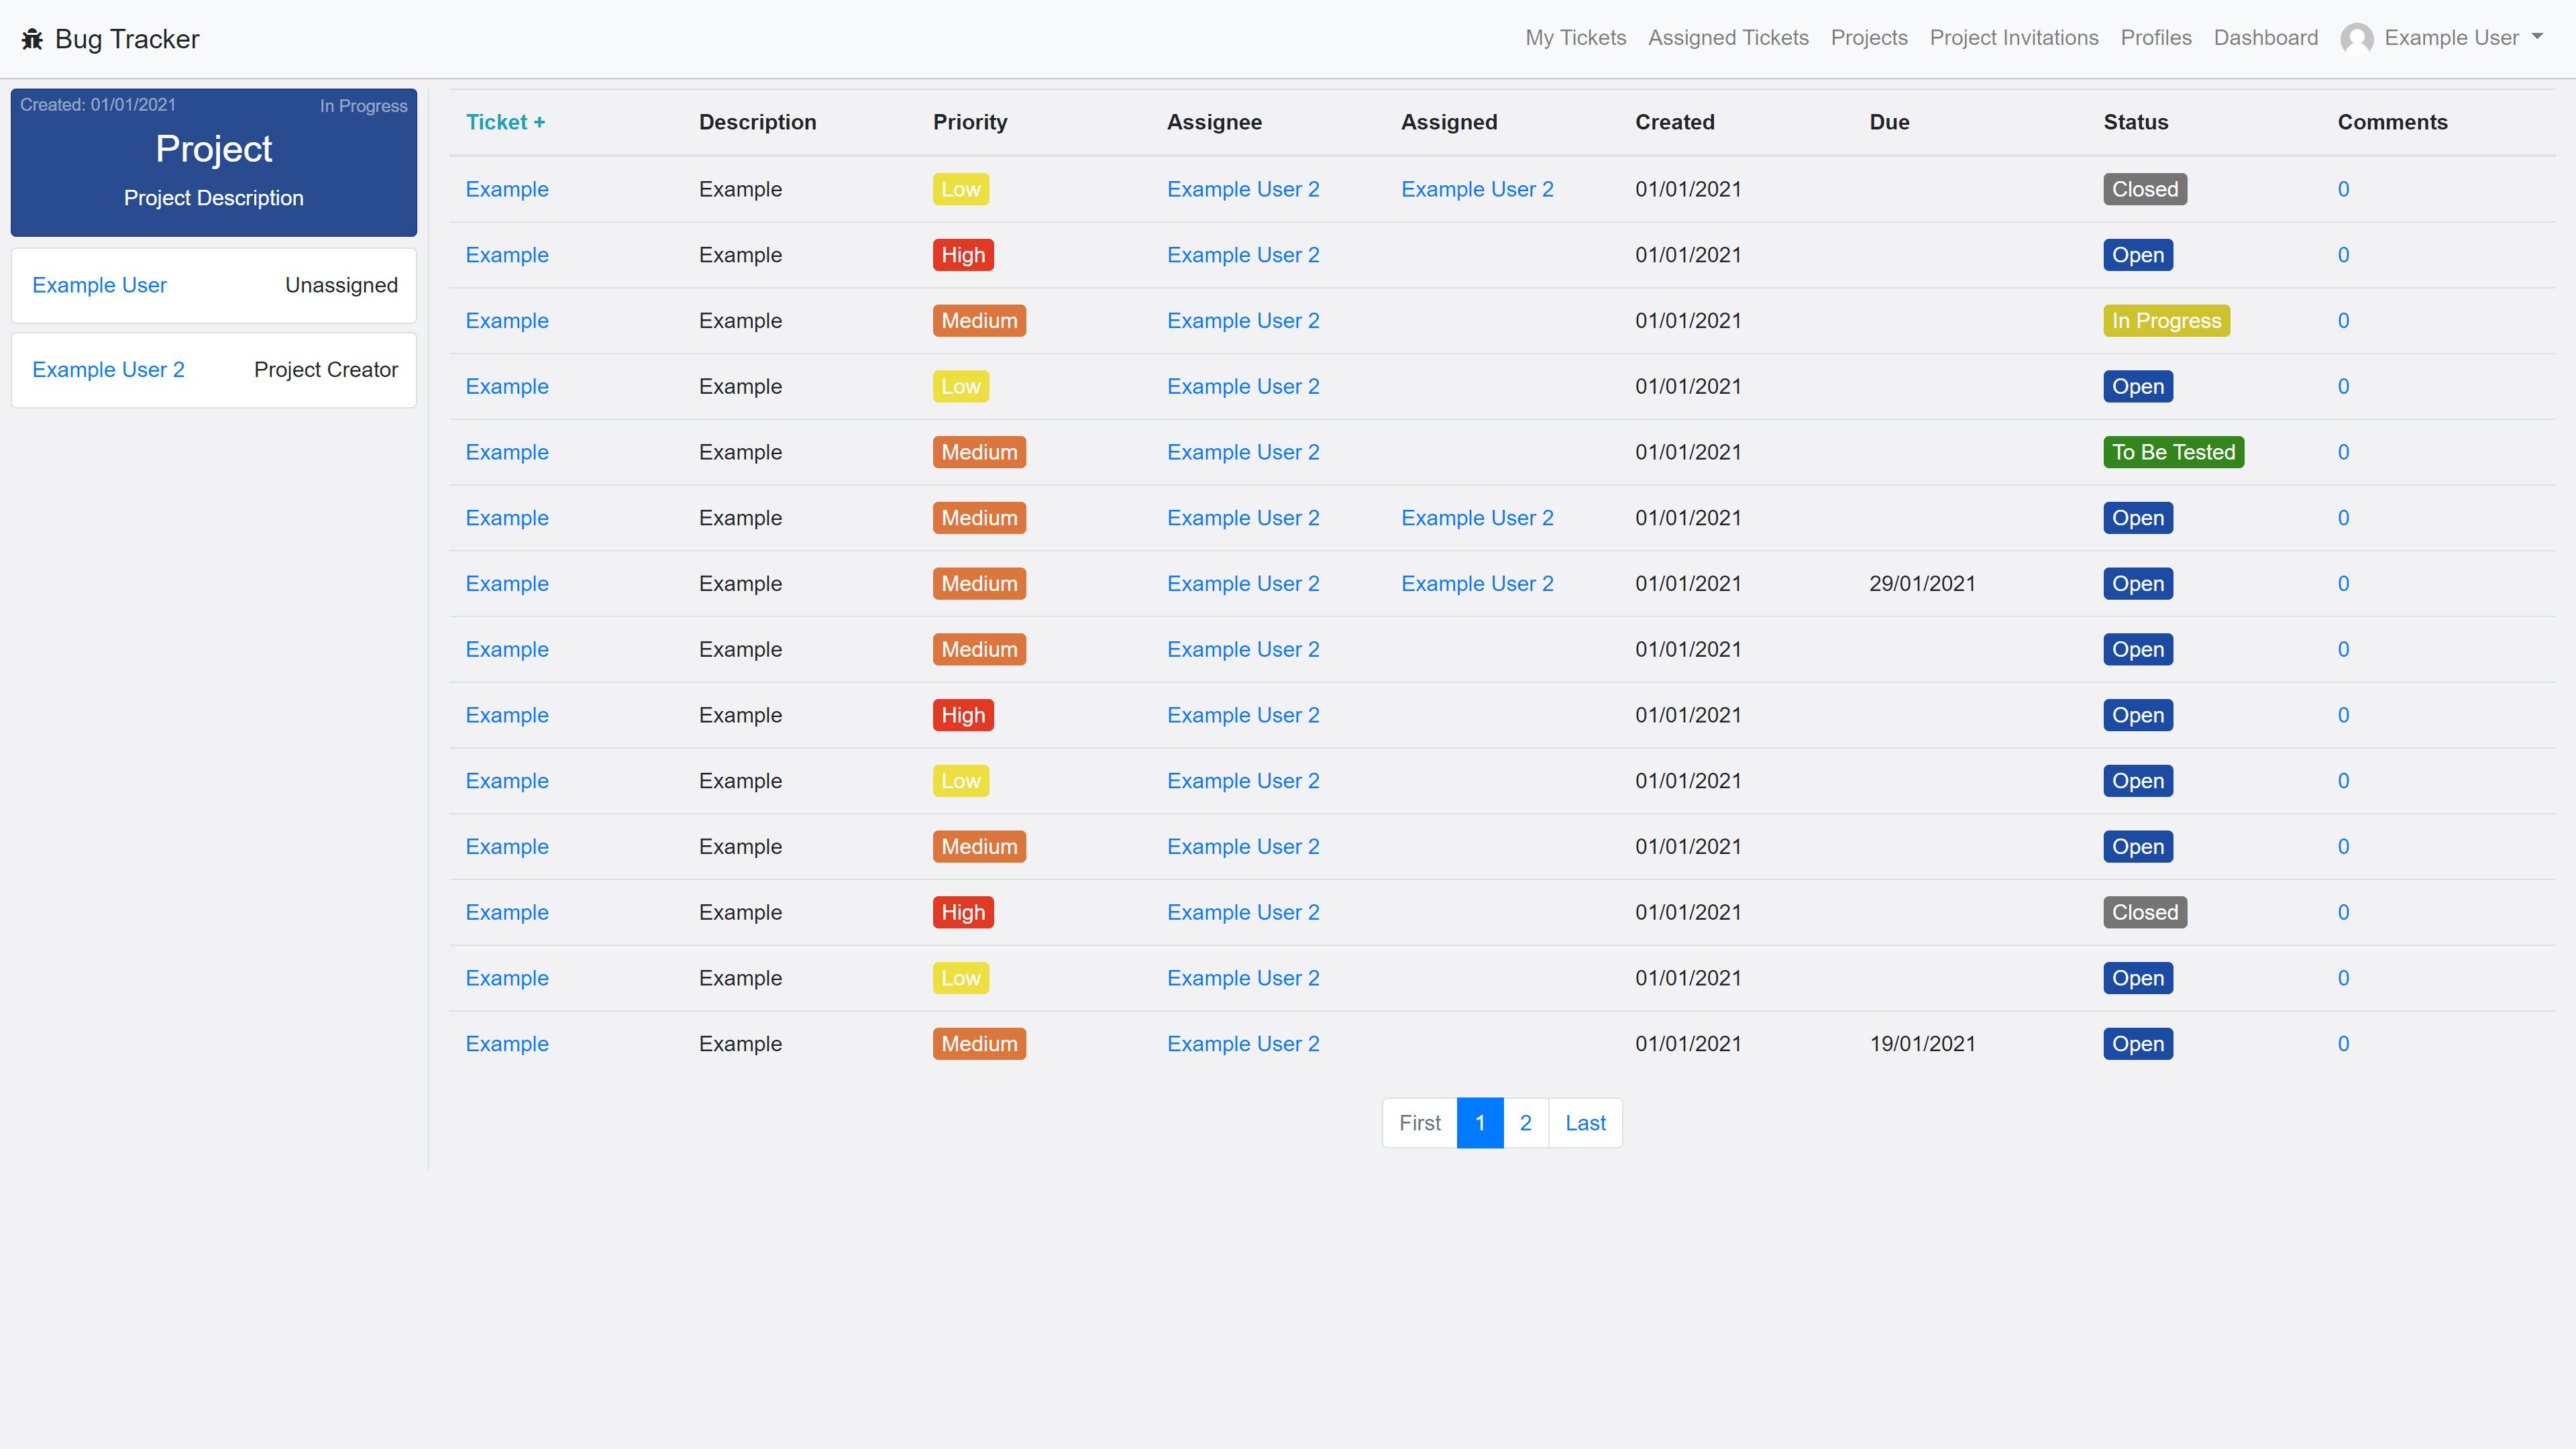 Bug Tracker My Tickets Assigned Tickets Projects Project Invitations Profiles Dashboard Example User
Created: 01/01/2021 In Progress
Project
Project Description
Example User Unassigned
Example User 2 Project Creator
Ticket + Description Priority Assignee Assigned Created Due Status Comments
Example Example Low Example User 2 Example User 2 01/01/2021 Closed 0
Example Example High Example User 2 01/01/2021 Open 0
Example Example Medium Example User 2 01/01/2021 In Progress 0
Example Example Low Example User 2 01/01/2021 Open 0
Example Example Medium Example User 2 01/01/2021 To Be Tested 0
Example Example Medium Example User 2 Example User 2 01/01/2021 Open 0
Example Example Medium Example User 2 Example User 2 01/01/2021 29/01/2021 Open 0
Example Example Medium Example User 2 01/01/2021 Open 0
Example Example High Example User 2 01/01/2021 Open 0
Example Example Low Example User 2 01/01/2021 Open 0
Example Example Medium Example User 2 01/01/2021 Open 0
Example Example High Example User 2 01/01/2021 Closed 0
Example Example Low Example User 2 01/01/2021 Open 0
Example Example Medium Example User 2 01/01/2021 19/01/2021 Open 0
First 1 2 Last